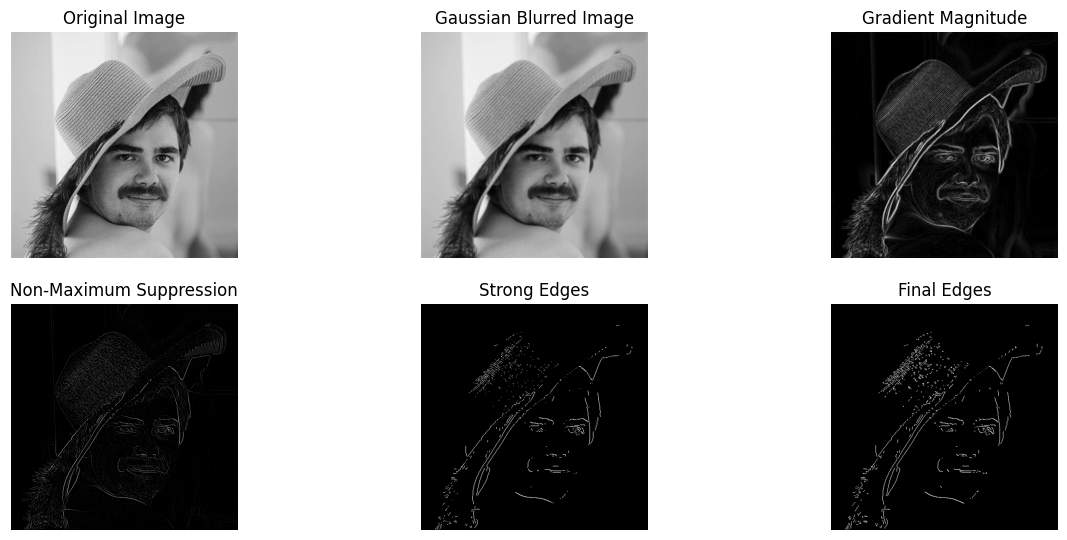 Original Image
Gaussian Blurred Image
Gradient Magnitude
Non-Maximum Suppression
Strong Edges
Final Edges